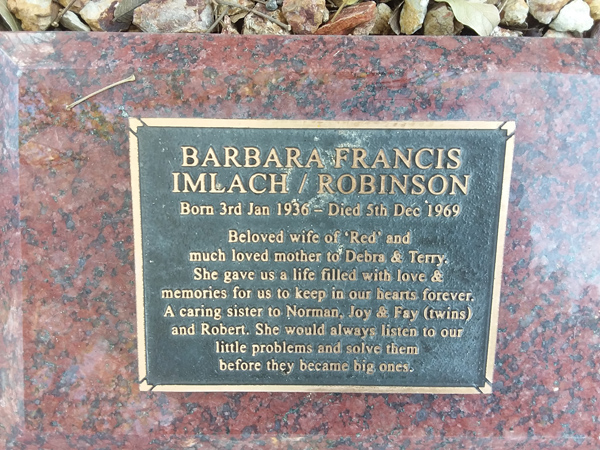 BARBARA FRANCIS
IMLACH / ROBINSON
Born 3rd Jan 1936 – Died 5th Dec 1969
Beloved wife of 'Red' and
much loved mother to Debra & Terry.
She gave us a life filled with love &
memories for us to keep in our hearts forever.
A caring sister to Norman, Joy & Fay (twins)
and Robert. She would always listen to our
little problems and solve them
before they became big ones.